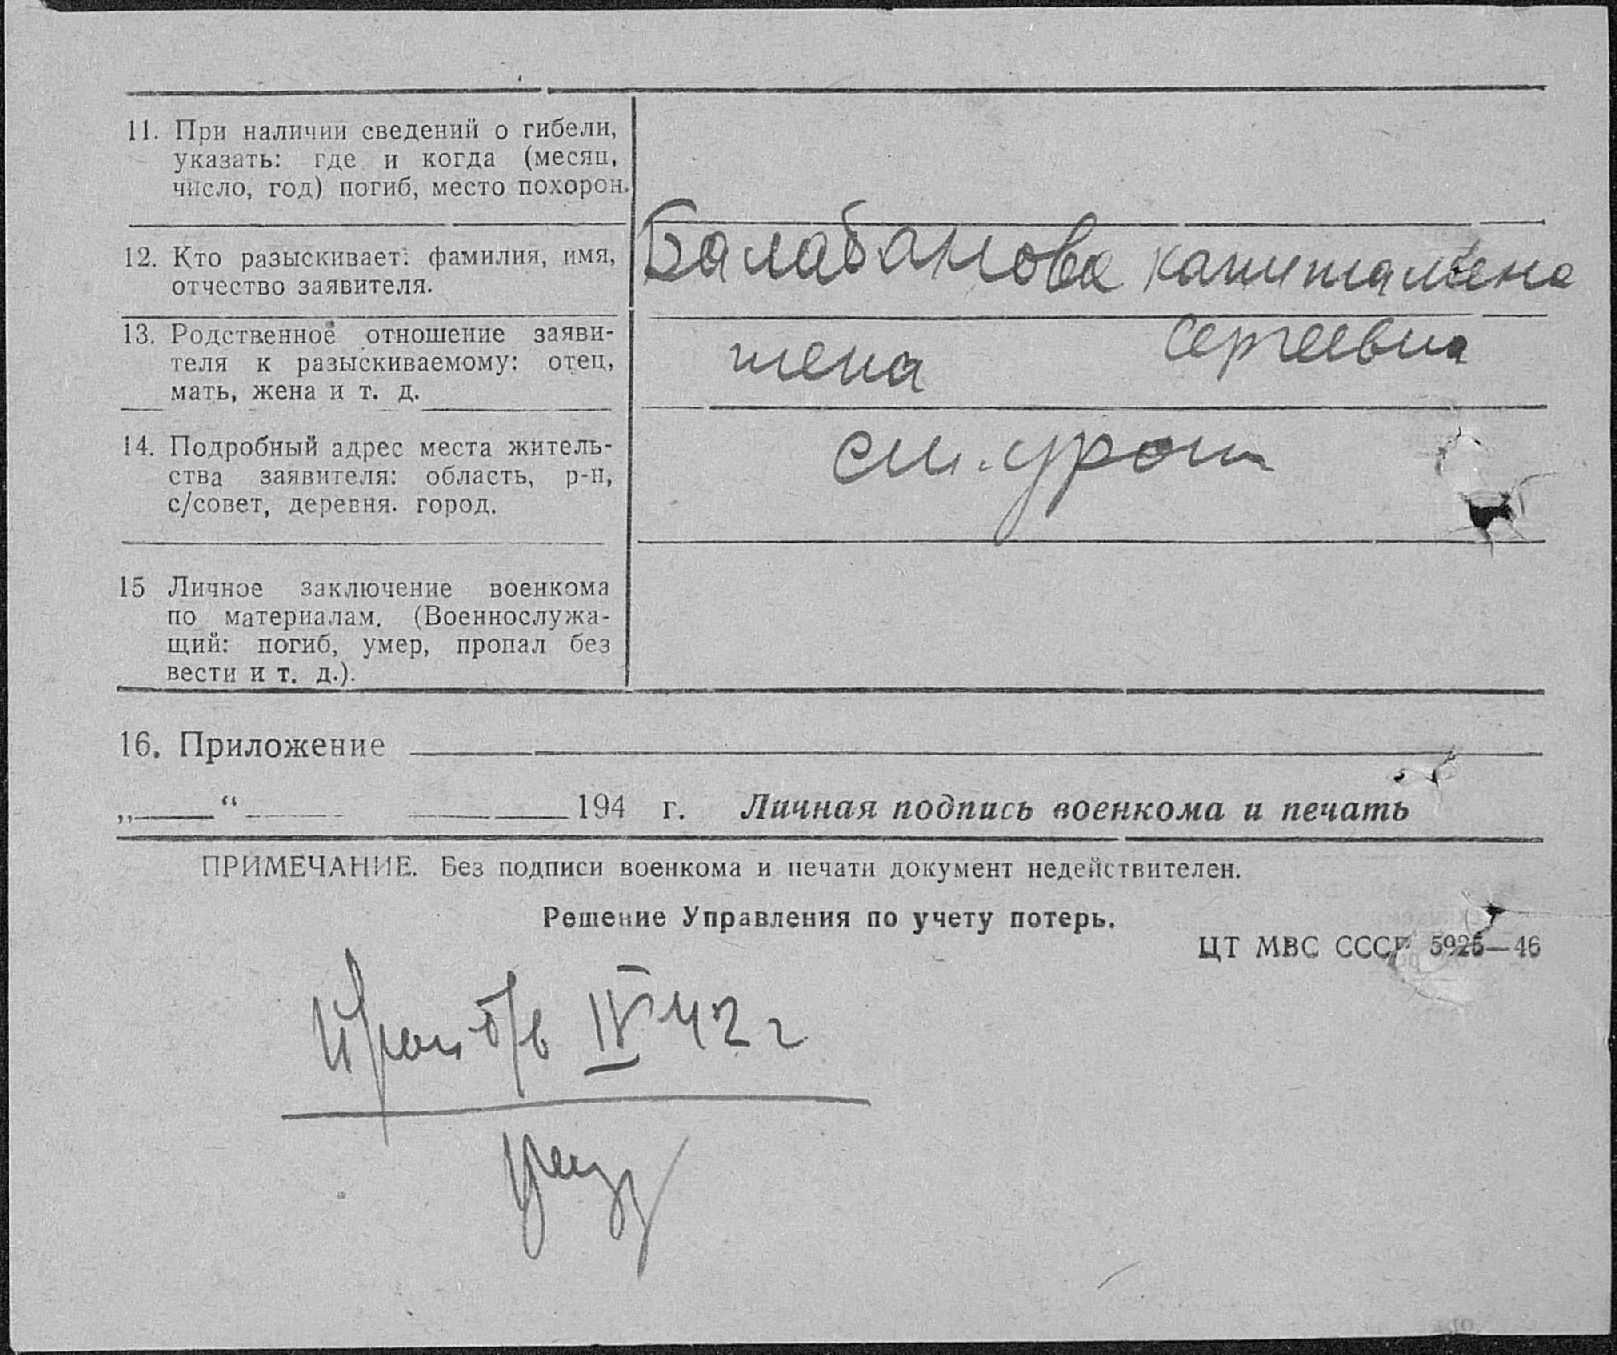 11. При наличии сведений о гибели,
указать: где и когда (месяц,
число, год) погиб, место похорон.
12. Кто разыскивает: фамилия, имя,
отчество заявителя.
Балабанова Капиталина
Сергеевна
13. Родственное отношение заяви-
теля к разыскиваемому: отец,
мать, жена и т. д.
жена
14. Подробный адрес места житель-
ства заявителя: область, р-н,
с/совет, деревня. город.
см.
15 Личное заключение военкома
по материалам. (Военнослужа-
щий: погиб, умер, пропал без
вести и т. д.).
16. Приложение
„ “ 194 г. Личная подпись военкома и печать
ПРИМЕЧАНИЕ. Без подписи военкома и печати документ недействителен.
Решение Управления по учету потерь.
ЦТ МВС СССР 5925—46
Проп б/в IV 42 г